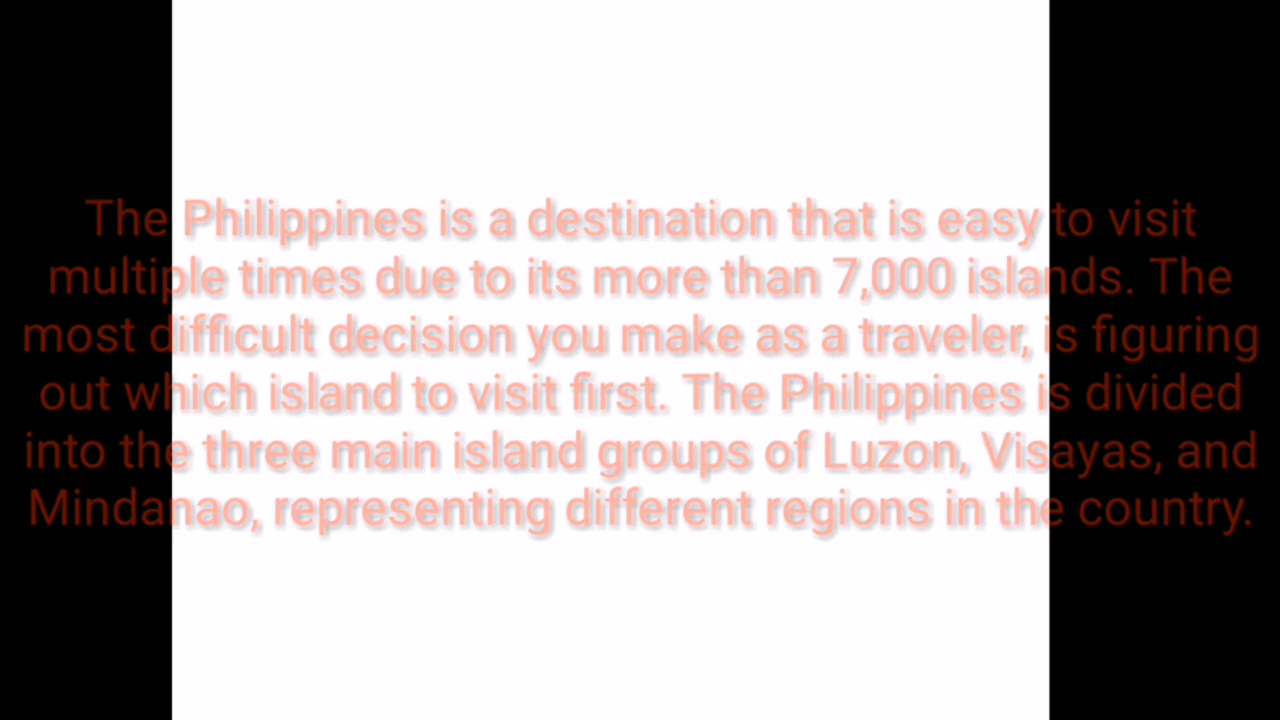 The Philippines is a destination that is easy to visit
multiple times due to its more than 7,000 islands. The
most difficult decision you make as a traveler, is figuring
out which island to visit first. The Philippines is divided
into the three main island groups of Luzon, Visayas, and
Mindanao, representing different regions in the country.